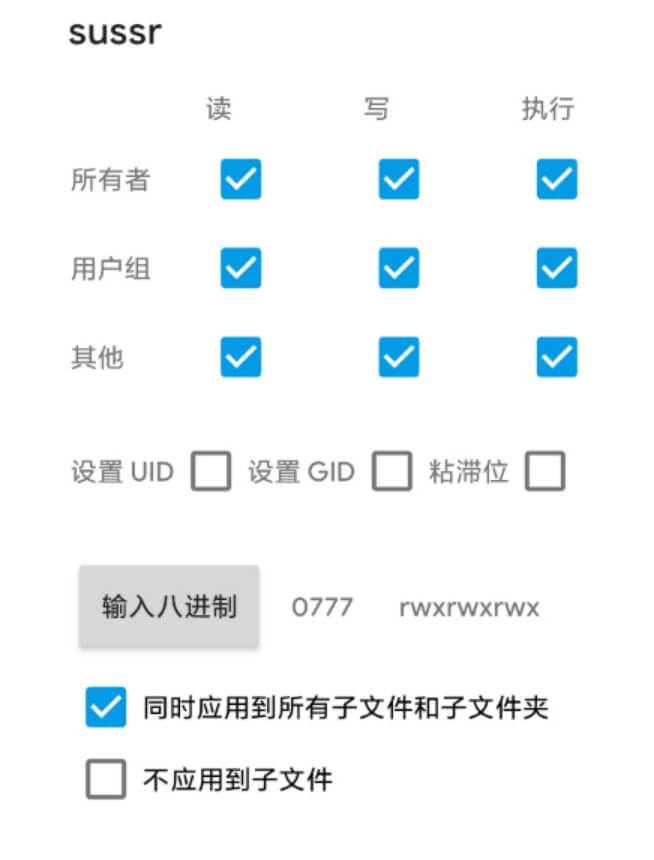 sussr
读 写 执行
所有者
用户组
其他
设置 UID 设置 GID 粘滞位
输入八进制 0777 rwxrwxrwx
同时应用到所有子文件和子文件夹
不应用到子文件